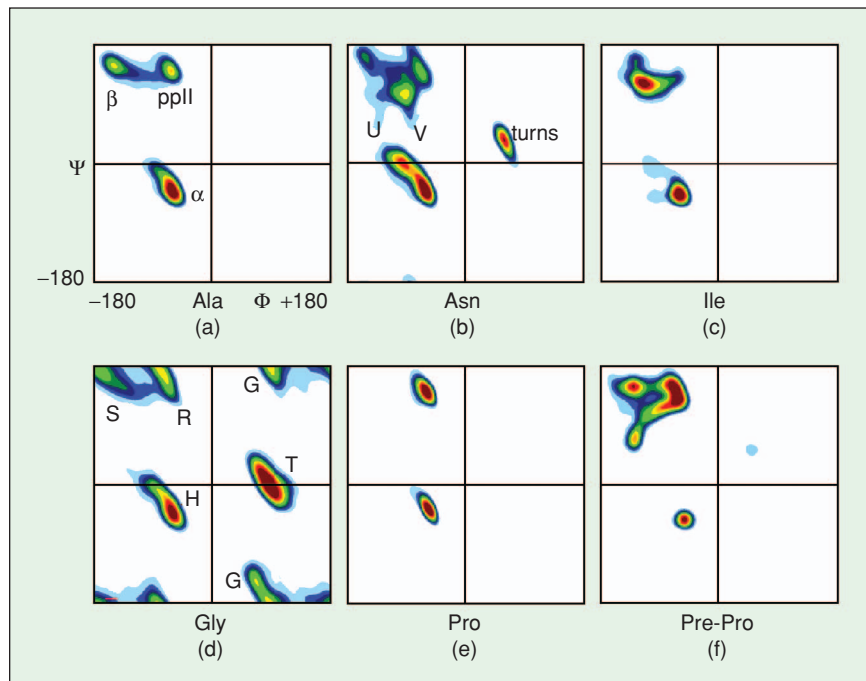 β ppII
α
Ψ
−180
−180 Ala Φ +180
(a)
U V turns
Asn
(b)
Ile
(c)
S R G
H T
G
Gly
(d)
Pro
(e)
Pre-Pro
(f)